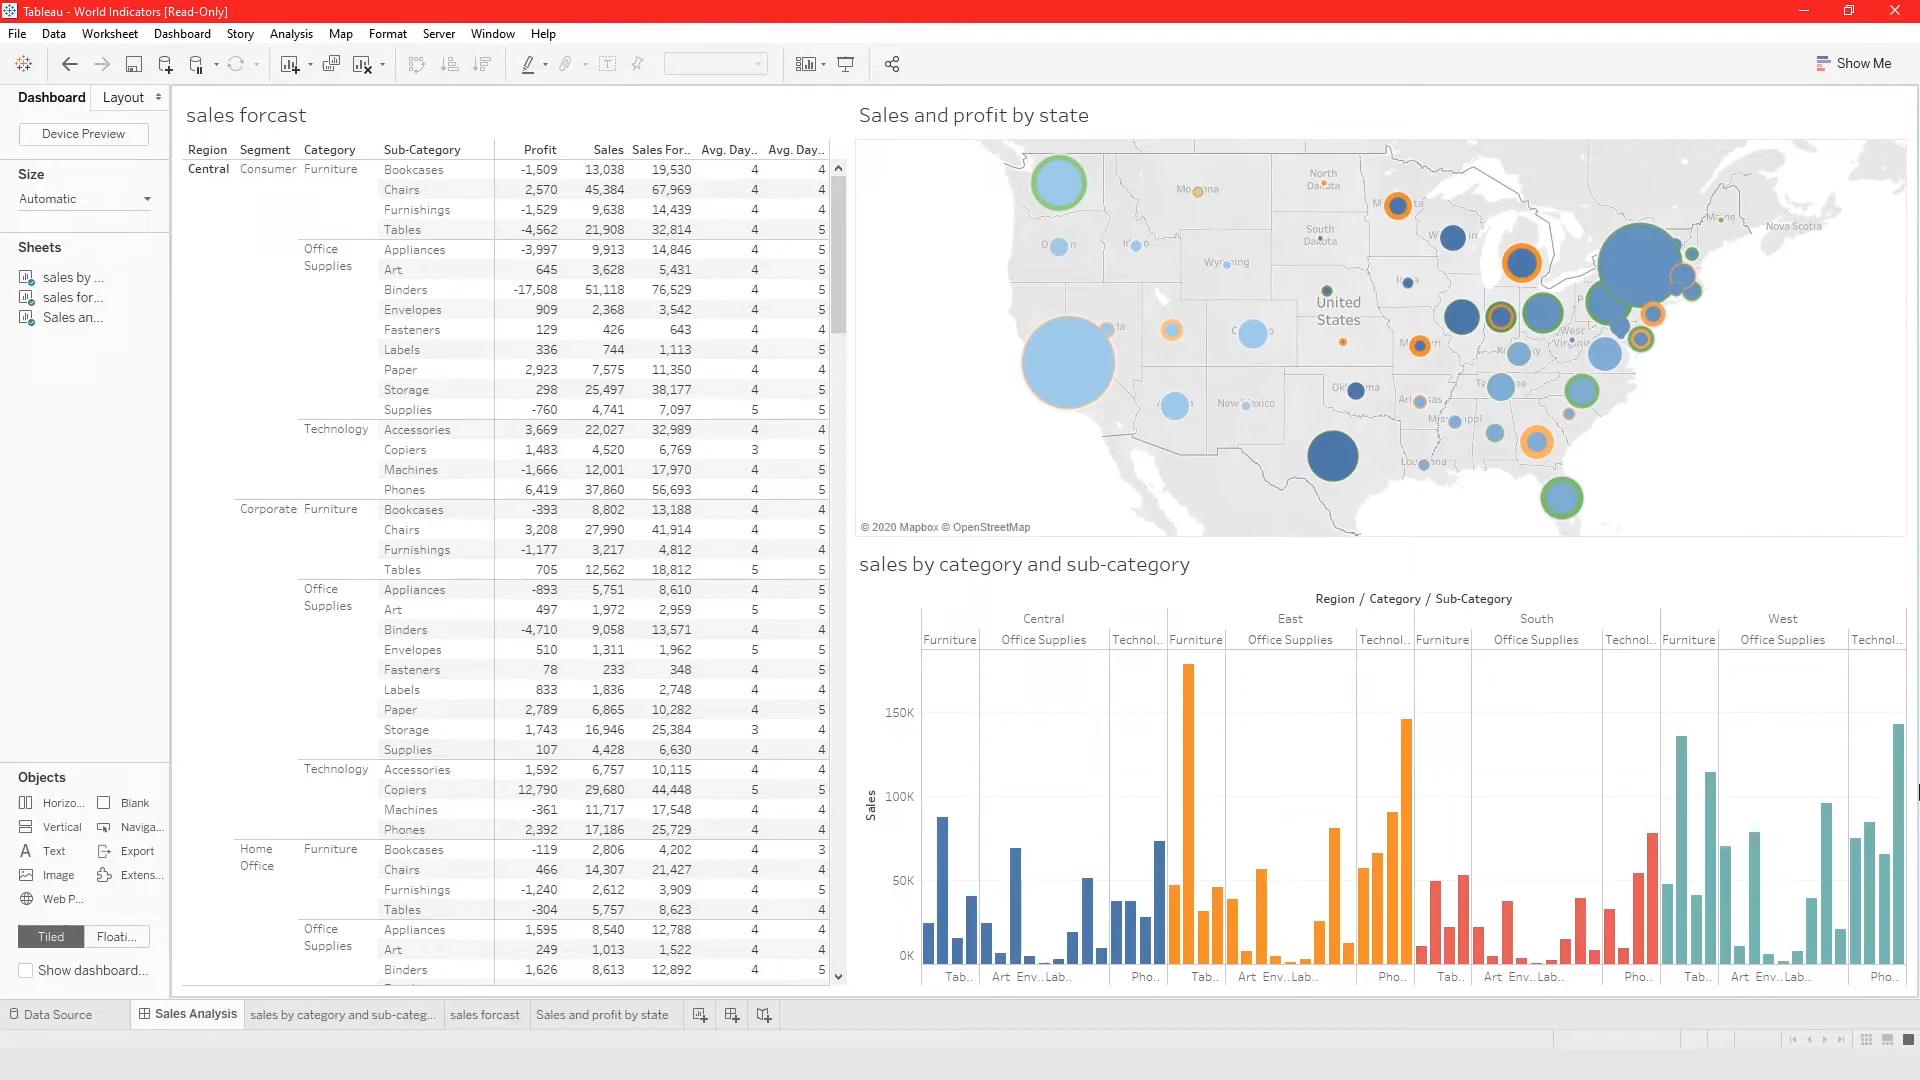 Tableau - World Indicators [Read-Only]
File Data Worksheet Dashboard Story Analysis Map Format Server Window Help
Show Me
Dashboard Layout
Device Preview
Size
Automatic
Sheets
sales by ...
sales for...
Sales an...
Objects
Horizo... Blank
Vertical Naviga...
Text Export
Image Extens...
Web P...
Tiled Floati...
Show dashboard...
sales forcast
Region Segment Category Sub-Category Profit Sales Sales For.. Avg. Day.. Avg. Day..
Central Consumer Furniture Bookcases -1,509 13,038 19,530 4 4
Chairs 2,570 45,384 67,969 4 4
Furnishings -1,529 9,638 14,439 4 4
Tables -4,562 21,908 32,814 4 5
Office Supplies Appliances -3,997 9,913 14,846 4 5
Art 645 3,628 5,431 4 4
Binders -17,508 51,118 76,529 4 4
Envelopes 909 2,368 3,542 4 5
Fasteners 129 426 643 4 4
Labels 336 744 1,113 4 5
Paper 2,923 7,575 11,350 4 4
Storage 298 25,497 38,177 4 5
Supplies -760 4,741 7,097 5 5
Technology Accessories 3,669 22,027 32,989 4 4
Copiers 1,483 4,520 6,769 3 5
Machines -1,666 12,001 17,970 4 5
Phones 6,419 37,860 56,693 4 5
Corporate Furniture Bookcases -393 8,802 13,188 4 4
Chairs 3,208 27,990 41,914 4 5
Furnishings -1,177 3,217 4,812 4 4
Tables 705 12,562 18,812 5 5
Office Supplies Appliances -893 5,751 8,610 4 5
Art 497 1,972 2,959 5 5
Binders -4,710 9,058 13,571 4 4
Envelopes 510 1,311 1,962 5 5
Fasteners 78 233 348 4 5
Labels 833 1,836 2,748 4 4
Paper 2,789 6,865 10,282 4 5
Storage 1,743 16,946 25,384 3 4
Supplies 107 4,428 6,630 4 4
Technology Accessories 1,592 6,757 10,115 4 4
Copiers 12,790 29,680 44,448 5 5
Machines -361 11,717 17,548 4 4
Phones 2,392 17,186 25,729 4 4
Home Office Furniture Bookcases -119 2,806 4,202 4 3
Chairs 466 14,307 21,427 4 4
Furnishings -1,240 2,612 3,909 4 5
Tables -304 5,757 8,623 4 4
Office Supplies Appliances 1,595 8,540 12,788 4 4
Art 249 1,013 1,522 4 4
Binders 1,626 8,613 12,892 4 5
Sales and profit by state
North Dakota
South Dakota
Wyoming
United States
Maine
Nova Scotia
West Virginia
New Mexico
© 2020 Mapbox © OpenStreetMap
sales by category and sub-category
Region / Category / Sub-Category
Central East South West
Furniture Office Supplies Technol.. Furniture Office Supplies Technol.. Furniture Office Supplies Technol.. Furniture Office Supplies Technol..
Sales
150K
100K
50K
0K
Tab.. Art Env.. Lab.. Pho.. Tab.. Art Env.. Lab.. Pho.. Tab.. Art Env.. Lab.. Pho.. Tab.. Art Env.. Lab.. Pho..
Data Source Sales Analysis sales by category and sub-categ... sales forcast Sales and profit by state